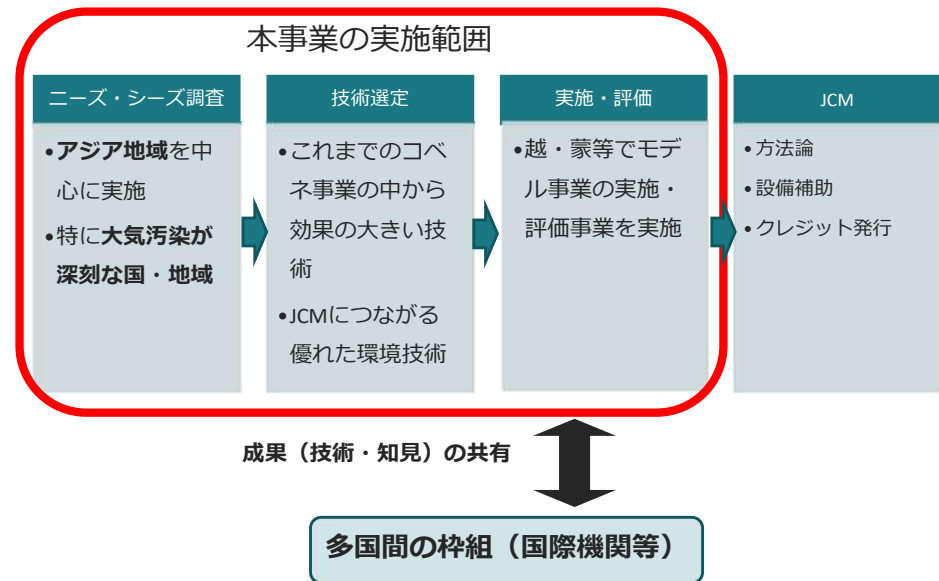 本事業の実施範囲
ニーズ・シーズ調査
•アジア地域を中
心に実施
•特に大気汚染が
深刻な国・地域
技術選定
•これまでのコベ
ネ事業の中から
効果の大きい技
術
•JCMにつながる
優れた環境技術
実施・評価
•越・蒙等でモデ
ル事業の実施・
評価事業を実施
JCM
•方法論
•設備補助
•クレジット発行
成果（技術・知見）の共有
多国間の枠組（国際機関等）